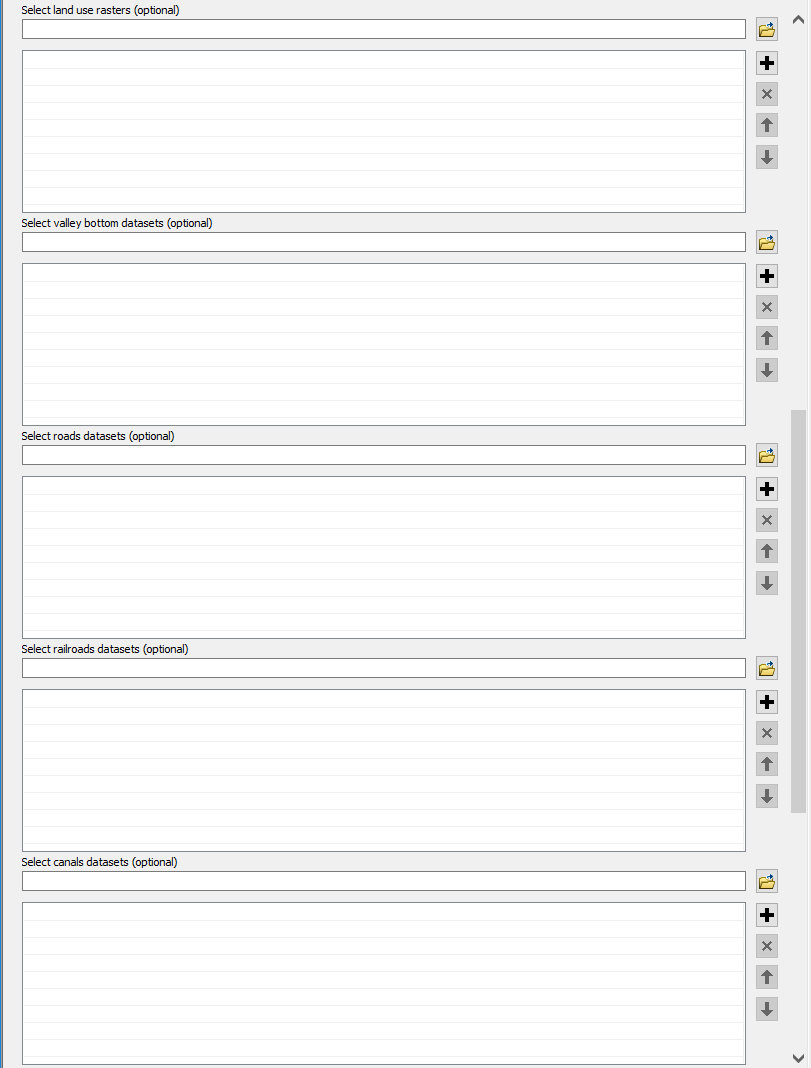 Select land use rasters (optional)
Select valley bottom datasets (optional)
Select roads datasets (optional)
Select railroads datasets (optional)
Select canals datasets (optional)